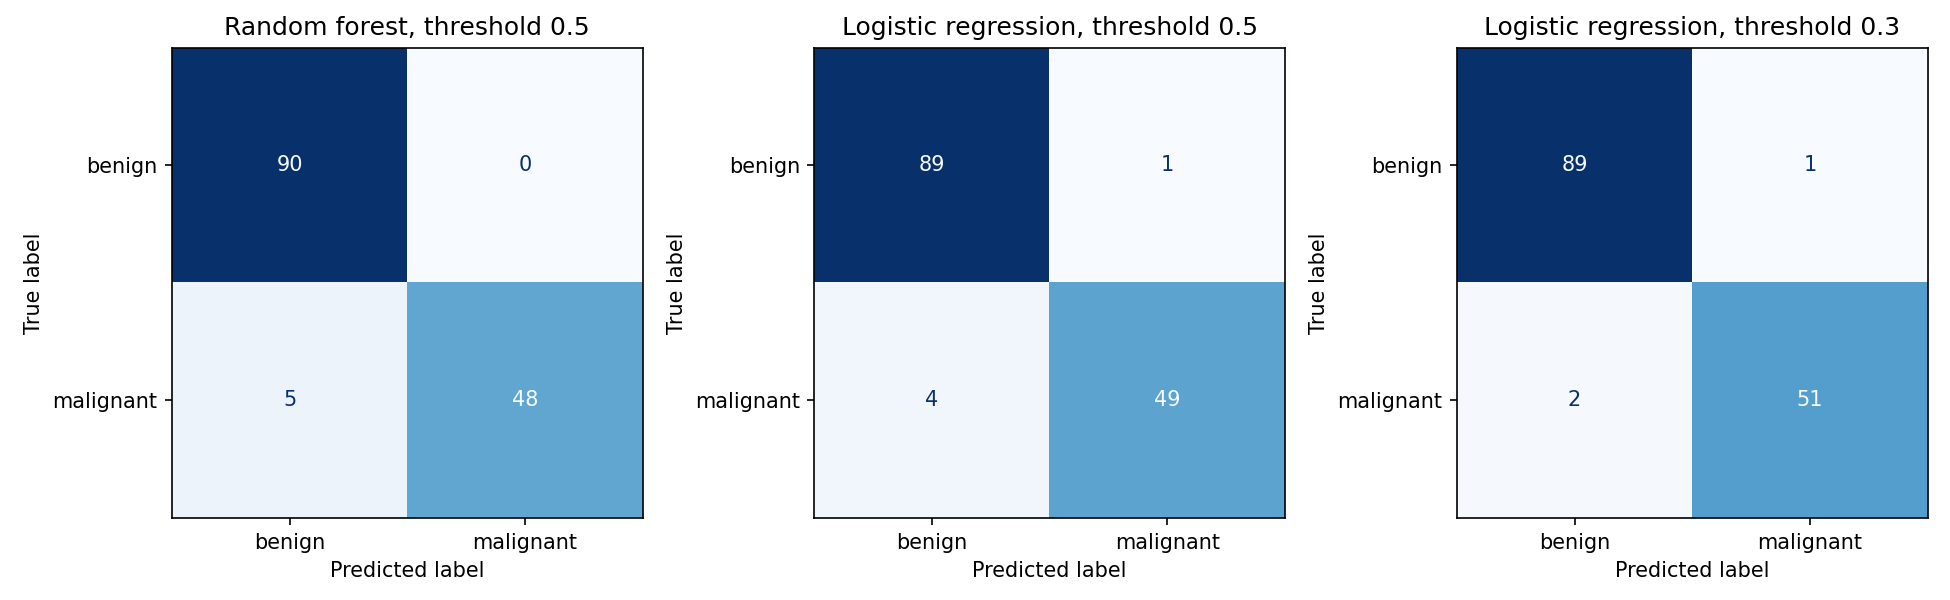 Random forest, threshold 0.5
True label
benign
90
0
malignant
5
48
benign
malignant
Predicted label
Logistic regression, threshold 0.5
True label
benign
89
1
malignant
4
49
benign
malignant
Predicted label
Logistic regression, threshold 0.3
True label
benign
89
1
malignant
2
51
benign
malignant
Predicted label